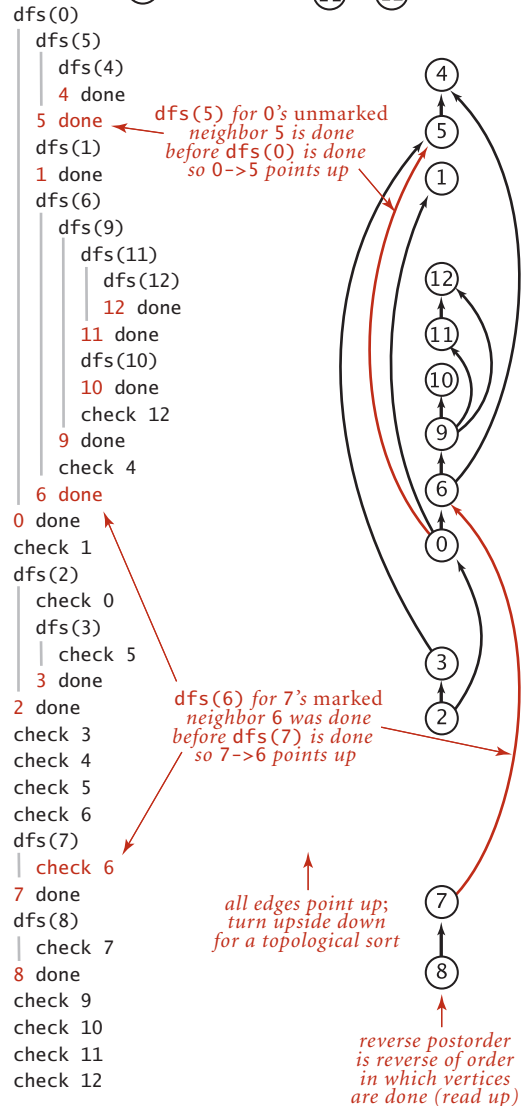 dfs(0)
dfs(5)
dfs(4)
4 done
5 done
dfs(1)
1 done
dfs(6)
dfs(9)
dfs(11)
dfs(12)
12 done
11 done
dfs(10)
10 done
check 12
9 done
check 4
6 done
0 done
check 1
dfs(2)
check 0
dfs(3)
check 5
3 done
2 done
check 3
check 4
check 5
check 6
dfs(7)
check 6
7 done
dfs(8)
check 7
8 done
check 9
check 10
check 11
check 12
dfs(5) for 0's unmarked
neighbor 5 is done
before dfs(0) is done
so 0->5 points up
dfs(6) for 7's marked
neighbor 6 was done
before dfs(7) is done
so 7->6 points up
all edges point up;
turn upside down
for a topological sort
4
5
1
12
11
10
9
6
0
3
2
7
8
reverse postorder
is reverse of order
in which vertices
are done (read up)